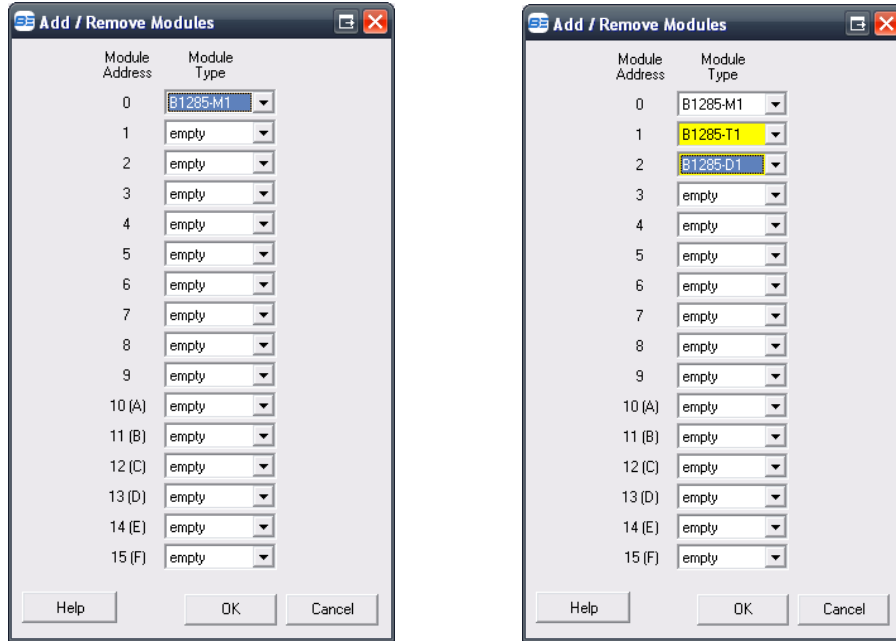 BE Add / Remove Modules
Module Address Module Type
0 B1285-M1
1 empty
2 empty
3 empty
4 empty
5 empty
6 empty
7 empty
8 empty
9 empty
10 (A) empty
11 (B) empty
12 (C) empty
13 (D) empty
14 (E) empty
15 (F) empty
Help OK Cancel
BE Add / Remove Modules
Module Address Module Type
0 B1285-M1
1 B1285-T1
2 B1285-D1
3 empty
4 empty
5 empty
6 empty
7 empty
8 empty
9 empty
10 (A) empty
11 (B) empty
12 (C) empty
13 (D) empty
14 (E) empty
15 (F) empty
Help OK Cancel